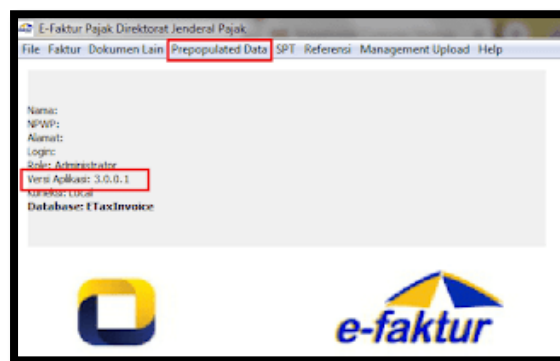 E-Faktur Pajak Direktorat Jenderal Pajak
File Faktur Dokumen Lain Prepopulated Data SPT Referensi Management Upload Help
Nama:
NPWP:
Alamat:
Login:
Role: Administrator
Versi Aplikasi: 3.0.0.1
Koneksi: Local
Database: ETaxInvoice
e-faktur